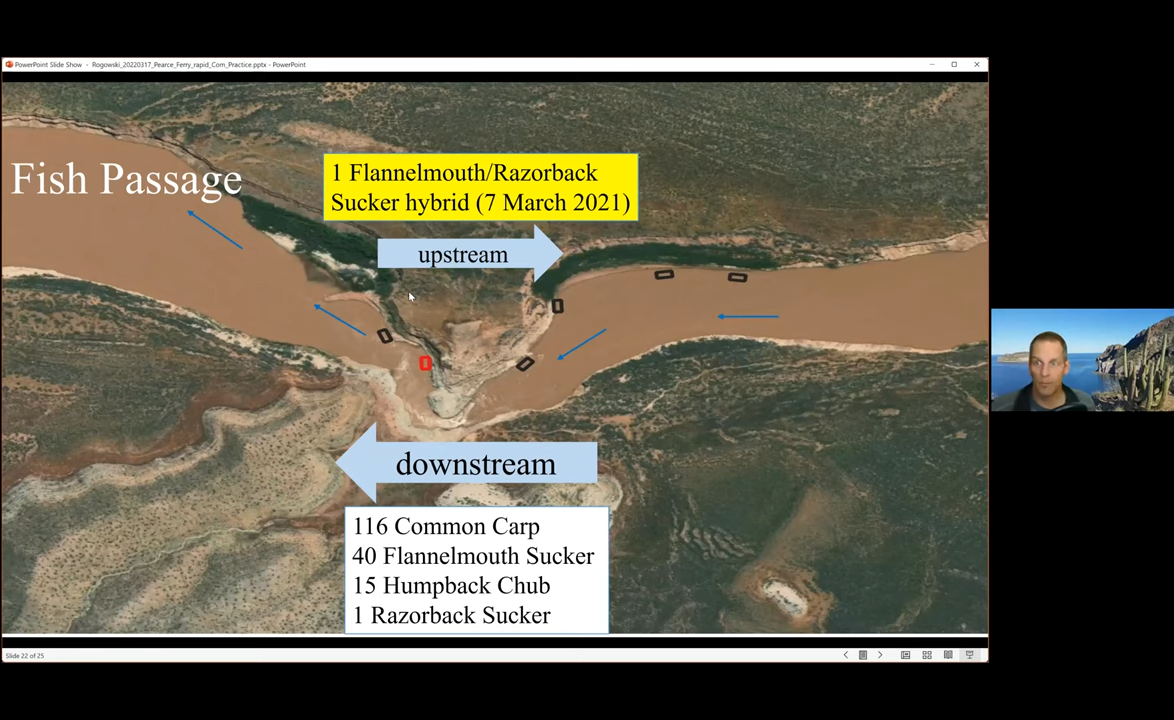 PowerPoint Slide Show - Rogowski_20220317_Pearce_Ferry_rapid_Com_Practice.pptx - PowerPoint
Fish Passage
1 Flannelmouth/Razorback
Sucker hybrid (7 March 2021)
upstream
downstream
116 Common Carp
40 Flannelmouth Sucker
15 Humpback Chub
1 Razorback Sucker
Slide 22 of 25